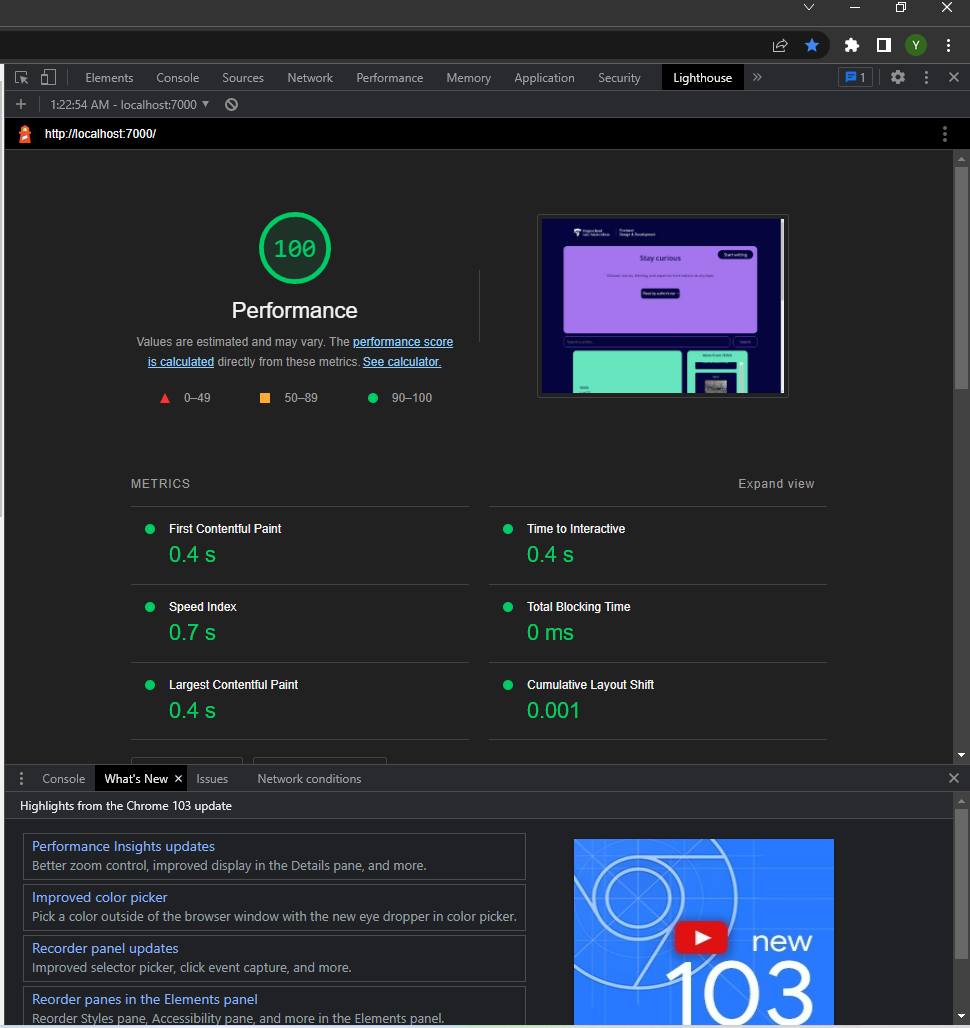 Y
Elements Console Sources Network Performance Memory Application Security Lighthouse » 1
+ 1:22:54 AM - localhost:7000 ▼
http://localhost:7000/
100
Performance
Values are estimated and may vary. The performance score
is calculated directly from these metrics. See calculator.
0–49 50–89 90–100
Design & Development
Stay curious
Start writing
METRICS Expand view
First Contentful Paint
0.4 s
Time to Interactive
0.4 s
Speed Index
0.7 s
Total Blocking Time
0 ms
Largest Contentful Paint
0.4 s
Cumulative Layout Shift
0.001
Console What's New × Issues Network conditions
Highlights from the Chrome 103 update
Performance Insights updates
Better zoom control, improved display in the Details pane, and more.
Improved color picker
Pick a color outside of the browser window with the new eye dropper in color picker.
Recorder panel updates
Improved selector picker, click event capture, and more.
Reorder panes in the Elements panel
Reorder Styles pane, Accessibility pane, and more in the Elements panel.
new
103